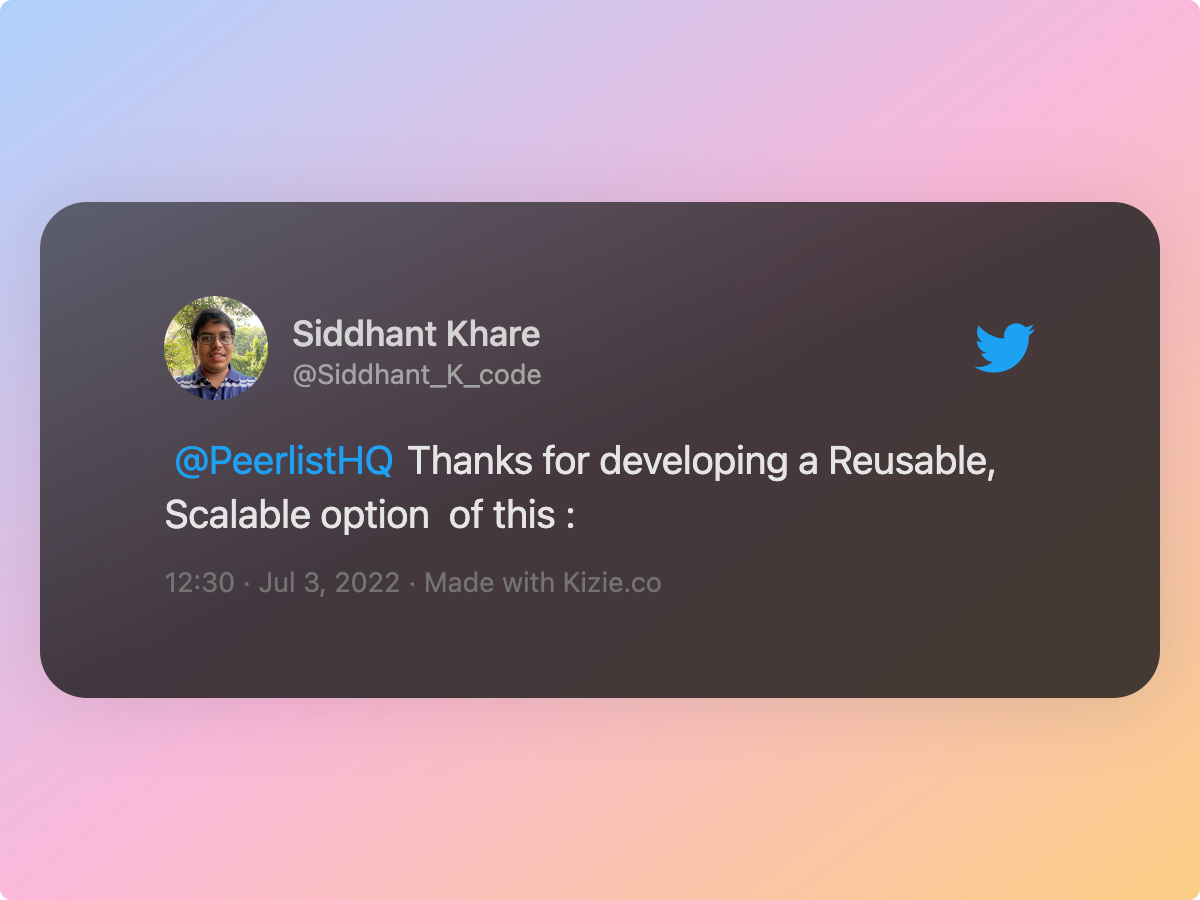 Siddhant Khare
@Siddhant_K_code
@PeerlistHQ Thanks for developing a Reusable,
Scalable option  of this :
12:30 · Jul 3, 2022 · Made with Kizie.co